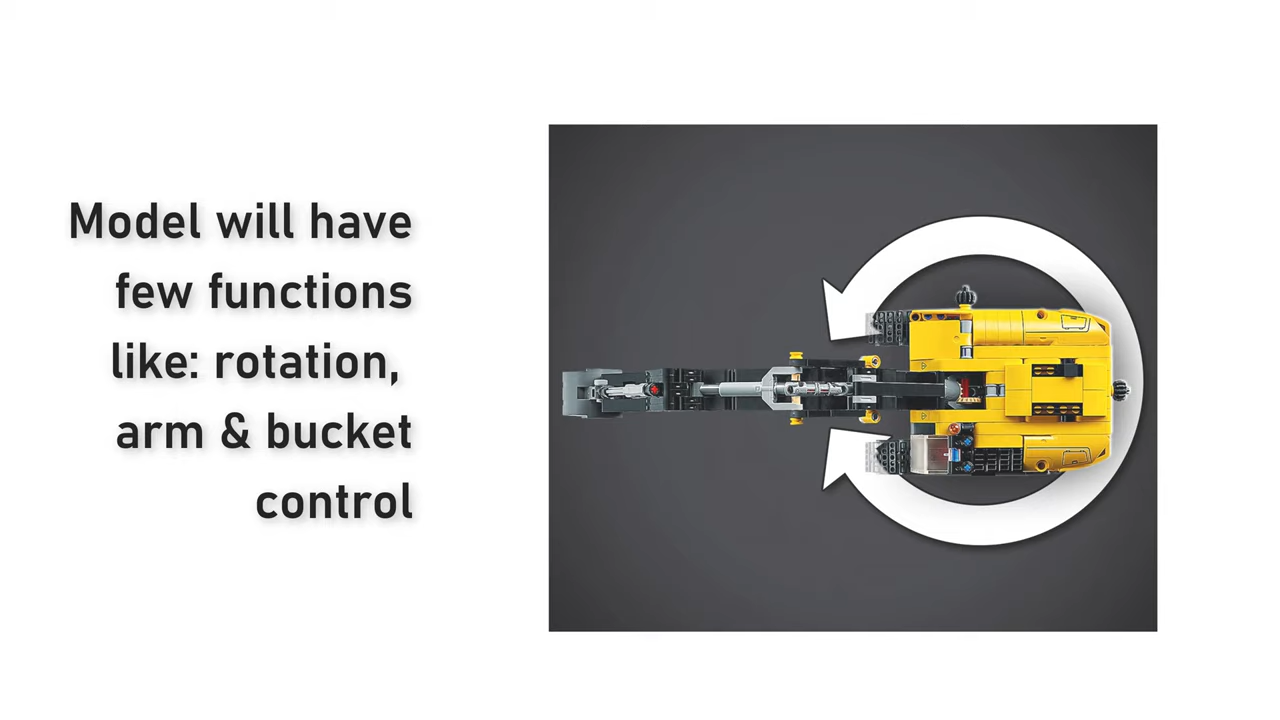 Model will have
few functions
like: rotation,
arm & bucket
control